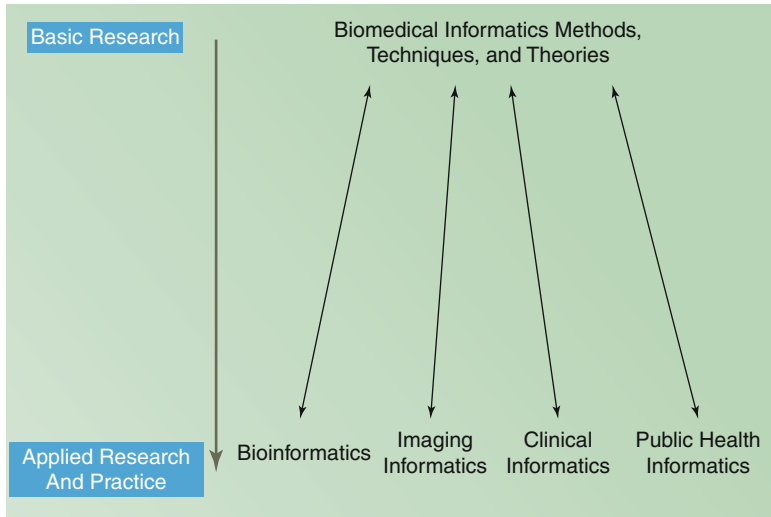 Basic Research
Biomedical Informatics Methods,
Techniques, and Theories
Applied Research
And Practice
Bioinformatics
Imaging
Informatics
Clinical
Informatics
Public Health
Informatics